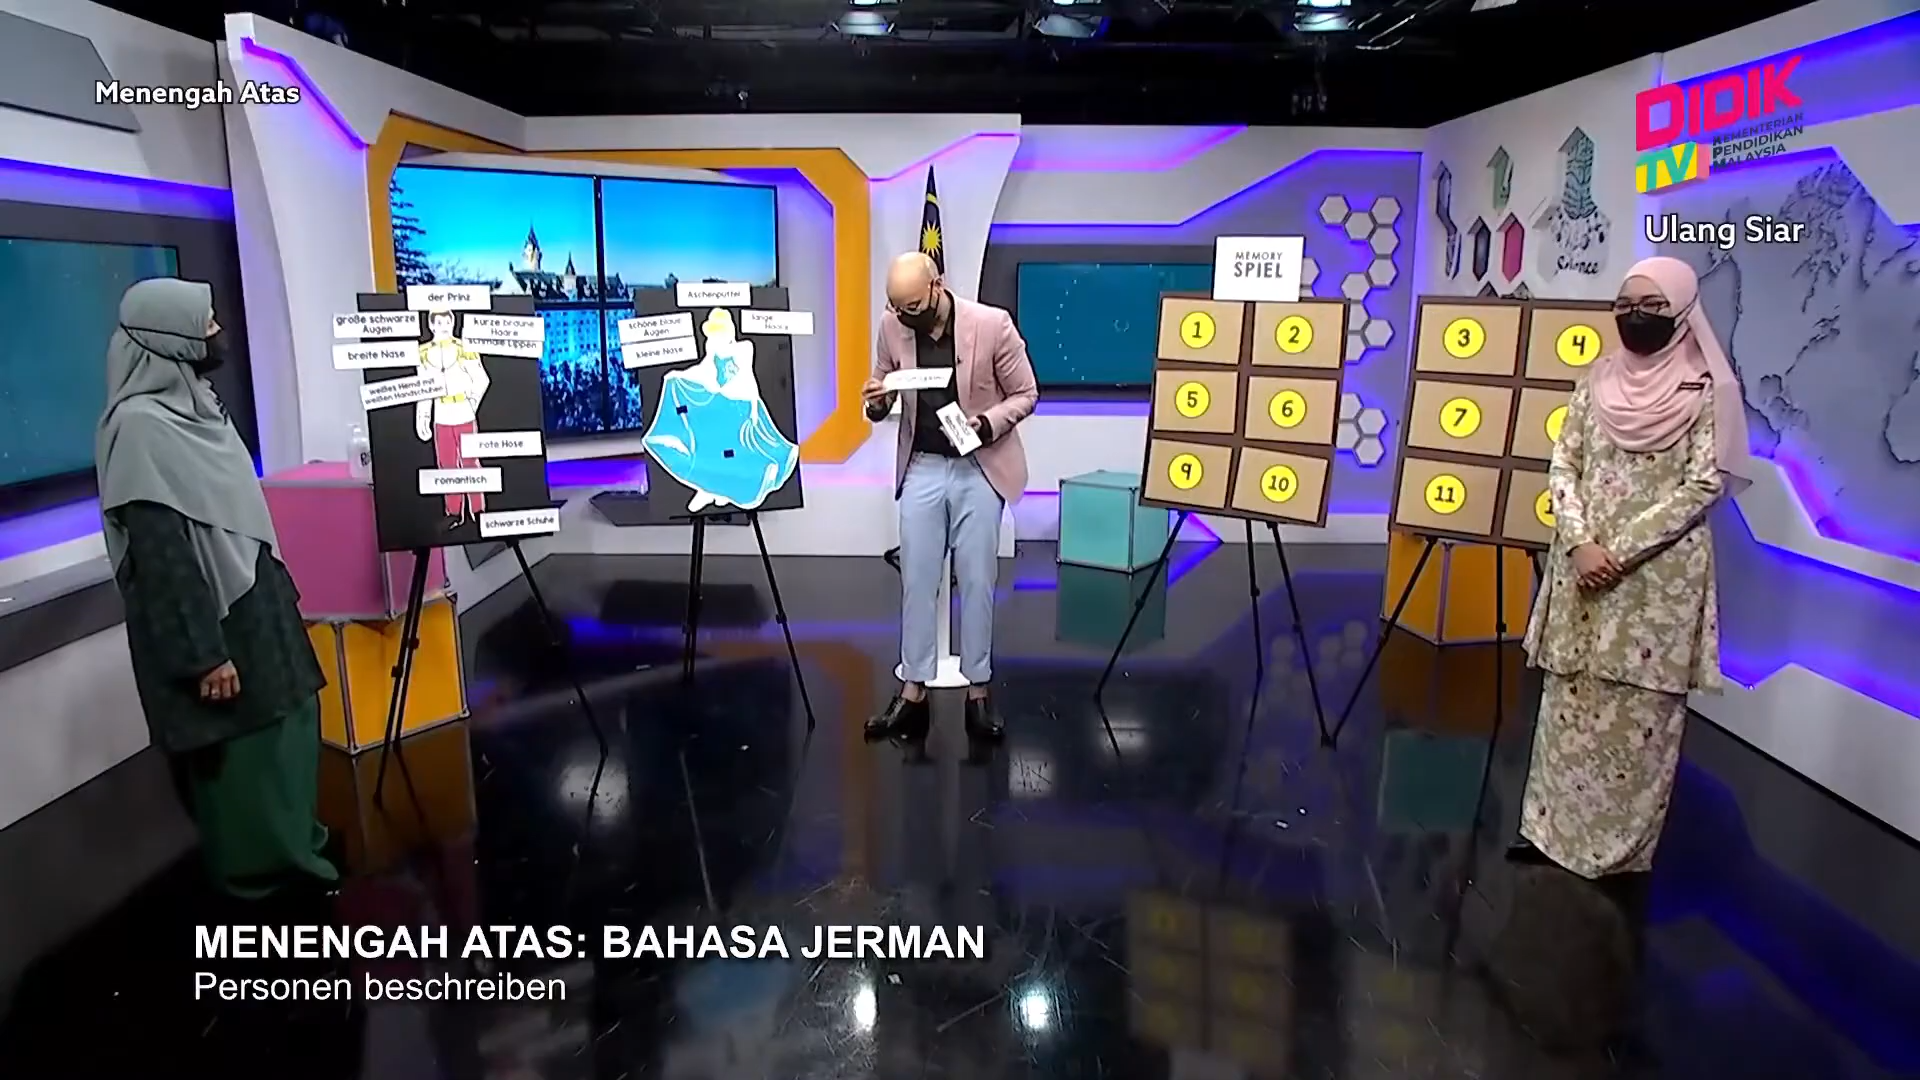 Menengah Atas
DIDIK
TV
KEMENTERIAN
PENDIDIKAN
MALAYSIA
Ulang Siar
der Prinz
große schwarze
Augen
kurze braune
Haare
schmale Lippen
breite Nase
weißes Hemd mit
weißen Handschuhen
rote Hose
romantisch
schwarze Schuhe
Aschenputtel
schöne blaue
Augen
lange
Haare
kleine Nase
MEMORY
SPIEL
1
2
5
6
9
10
3
4
7
11
Science
MENENGAH ATAS: BAHASA JERMAN
Personen beschreiben